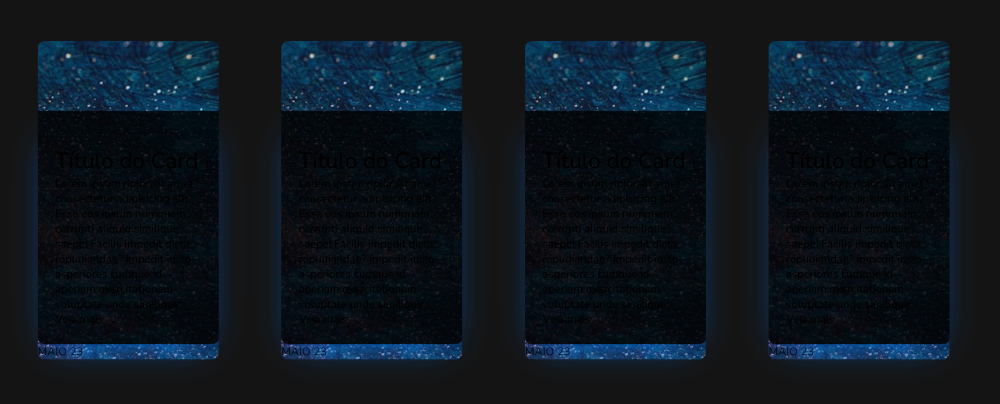 Título do Card
Lorem ipsum dolor sit amet
consectetur adipisicing elit.
Esse eos ipsum numquam
corrupti aliquid similique
saepe! Facilis impedit dicta
repudiandae? Impedit iusto
asperiores cumque id
aperiam exercitationem
voluptate unde similique.
Veja mais
MAIO 23
Título do Card
Lorem ipsum dolor sit amet
consectetur adipisicing elit.
Esse eos ipsum numquam
corrupti aliquid similique
saepe! Facilis impedit dicta
repudiandae? Impedit iusto
asperiores cumque id
aperiam exercitationem
voluptate unde similique.
Veja mais
MAIO 23
Título do Card
Lorem ipsum dolor sit amet
consectetur adipisicing elit.
Esse eos ipsum numquam
corrupti aliquid similique
saepe! Facilis impedit dicta
repudiandae? Impedit iusto
asperiores cumque id
aperiam exercitationem
voluptate unde similique.
Veja mais
MAIO 23
Título do Card
Lorem ipsum dolor sit amet
consectetur adipisicing elit.
Esse eos ipsum numquam
corrupti aliquid similique
saepe! Facilis impedit dicta
repudiandae? Impedit iusto
asperiores cumque id
aperiam exercitationem
voluptate unde similique.
Veja mais
MAIO 23